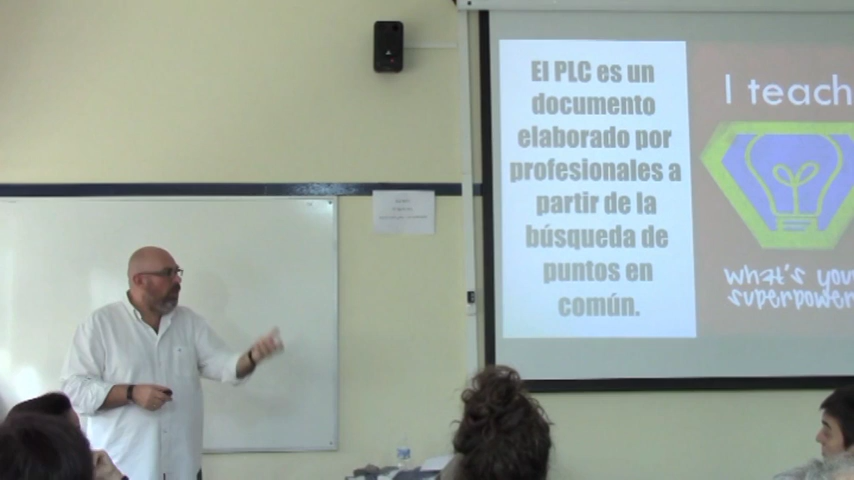 El PLC es un
documento
elaborado por
profesionales a
partir de la
búsqueda de
puntos en
común.
I teach
what's your
superpower